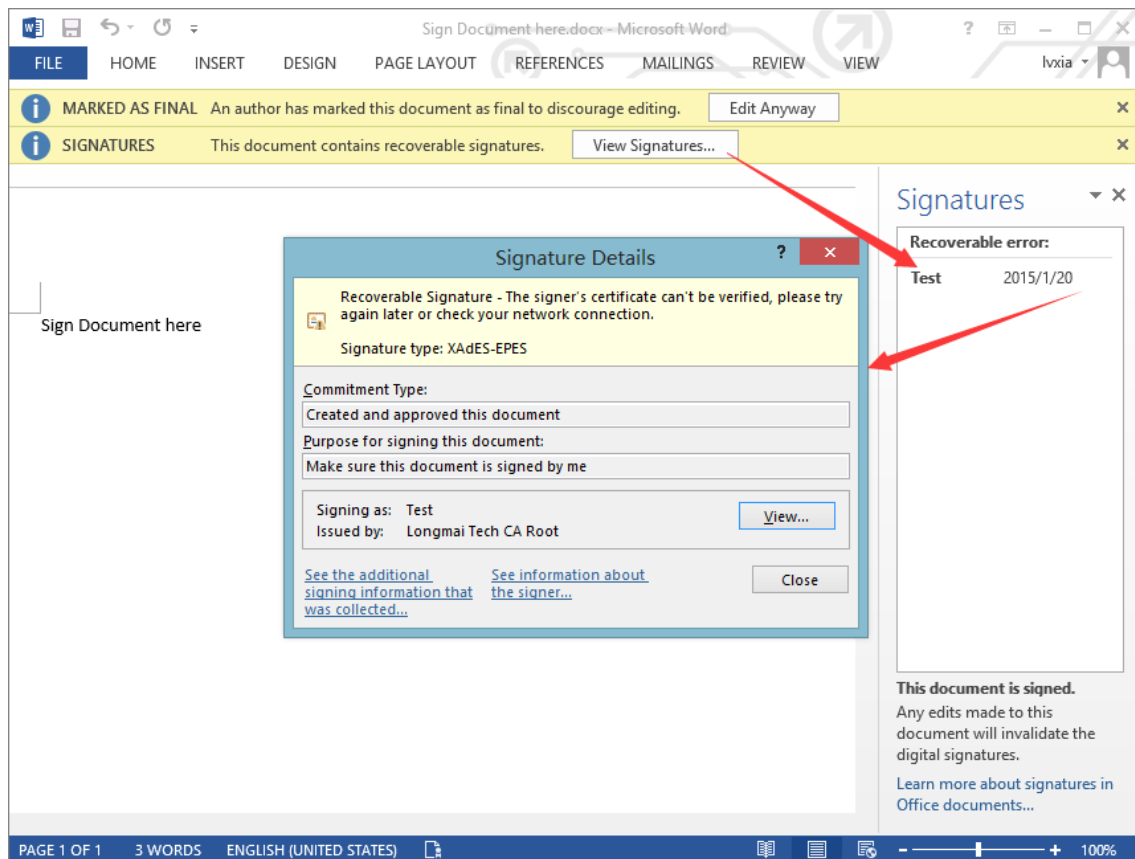 Sign Document here.docx - Microsoft Word
?
FILE HOME INSERT DESIGN PAGE LAYOUT REFERENCES MAILINGS REVIEW VIEW lvxia
MARKED AS FINAL An author has marked this document as final to discourage editing. Edit Anyway
SIGNATURES This document contains recoverable signatures. View Signatures...
Signatures
Recoverable error:
Test 2015/1/20
Sign Document here
Signature Details ?
Recoverable Signature - The signer's certificate can't be verified, please try
again later or check your network connection.
Signature type: XAdES-EPES
Commitment Type:
Created and approved this document
Purpose for signing this document:
Make sure this document is signed by me
Signing as: Test
Issued by: Longmai Tech CA Root
View...
See the additional
signing information that
was collected...
See information about
the signer...
Close
This document is signed.
Any edits made to this
document will invalidate the
digital signatures.
Learn more about signatures in
Office documents...
PAGE 1 OF 1 3 WORDS ENGLISH (UNITED STATES) - + 100%